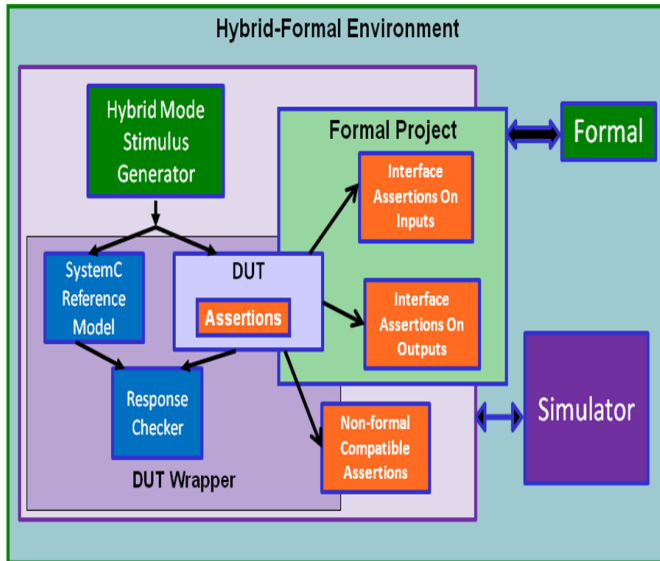 Hybrid-Formal Environment
Hybrid Mode
Stimulus
Generator
Formal Project
Formal
Interface
Assertions On
Inputs
SystemC
Reference
Model
DUT
Assertions
Interface
Assertions On
Outputs
Response
Checker
Simulator
Non-formal
Compatible
Assertions
DUT Wrapper